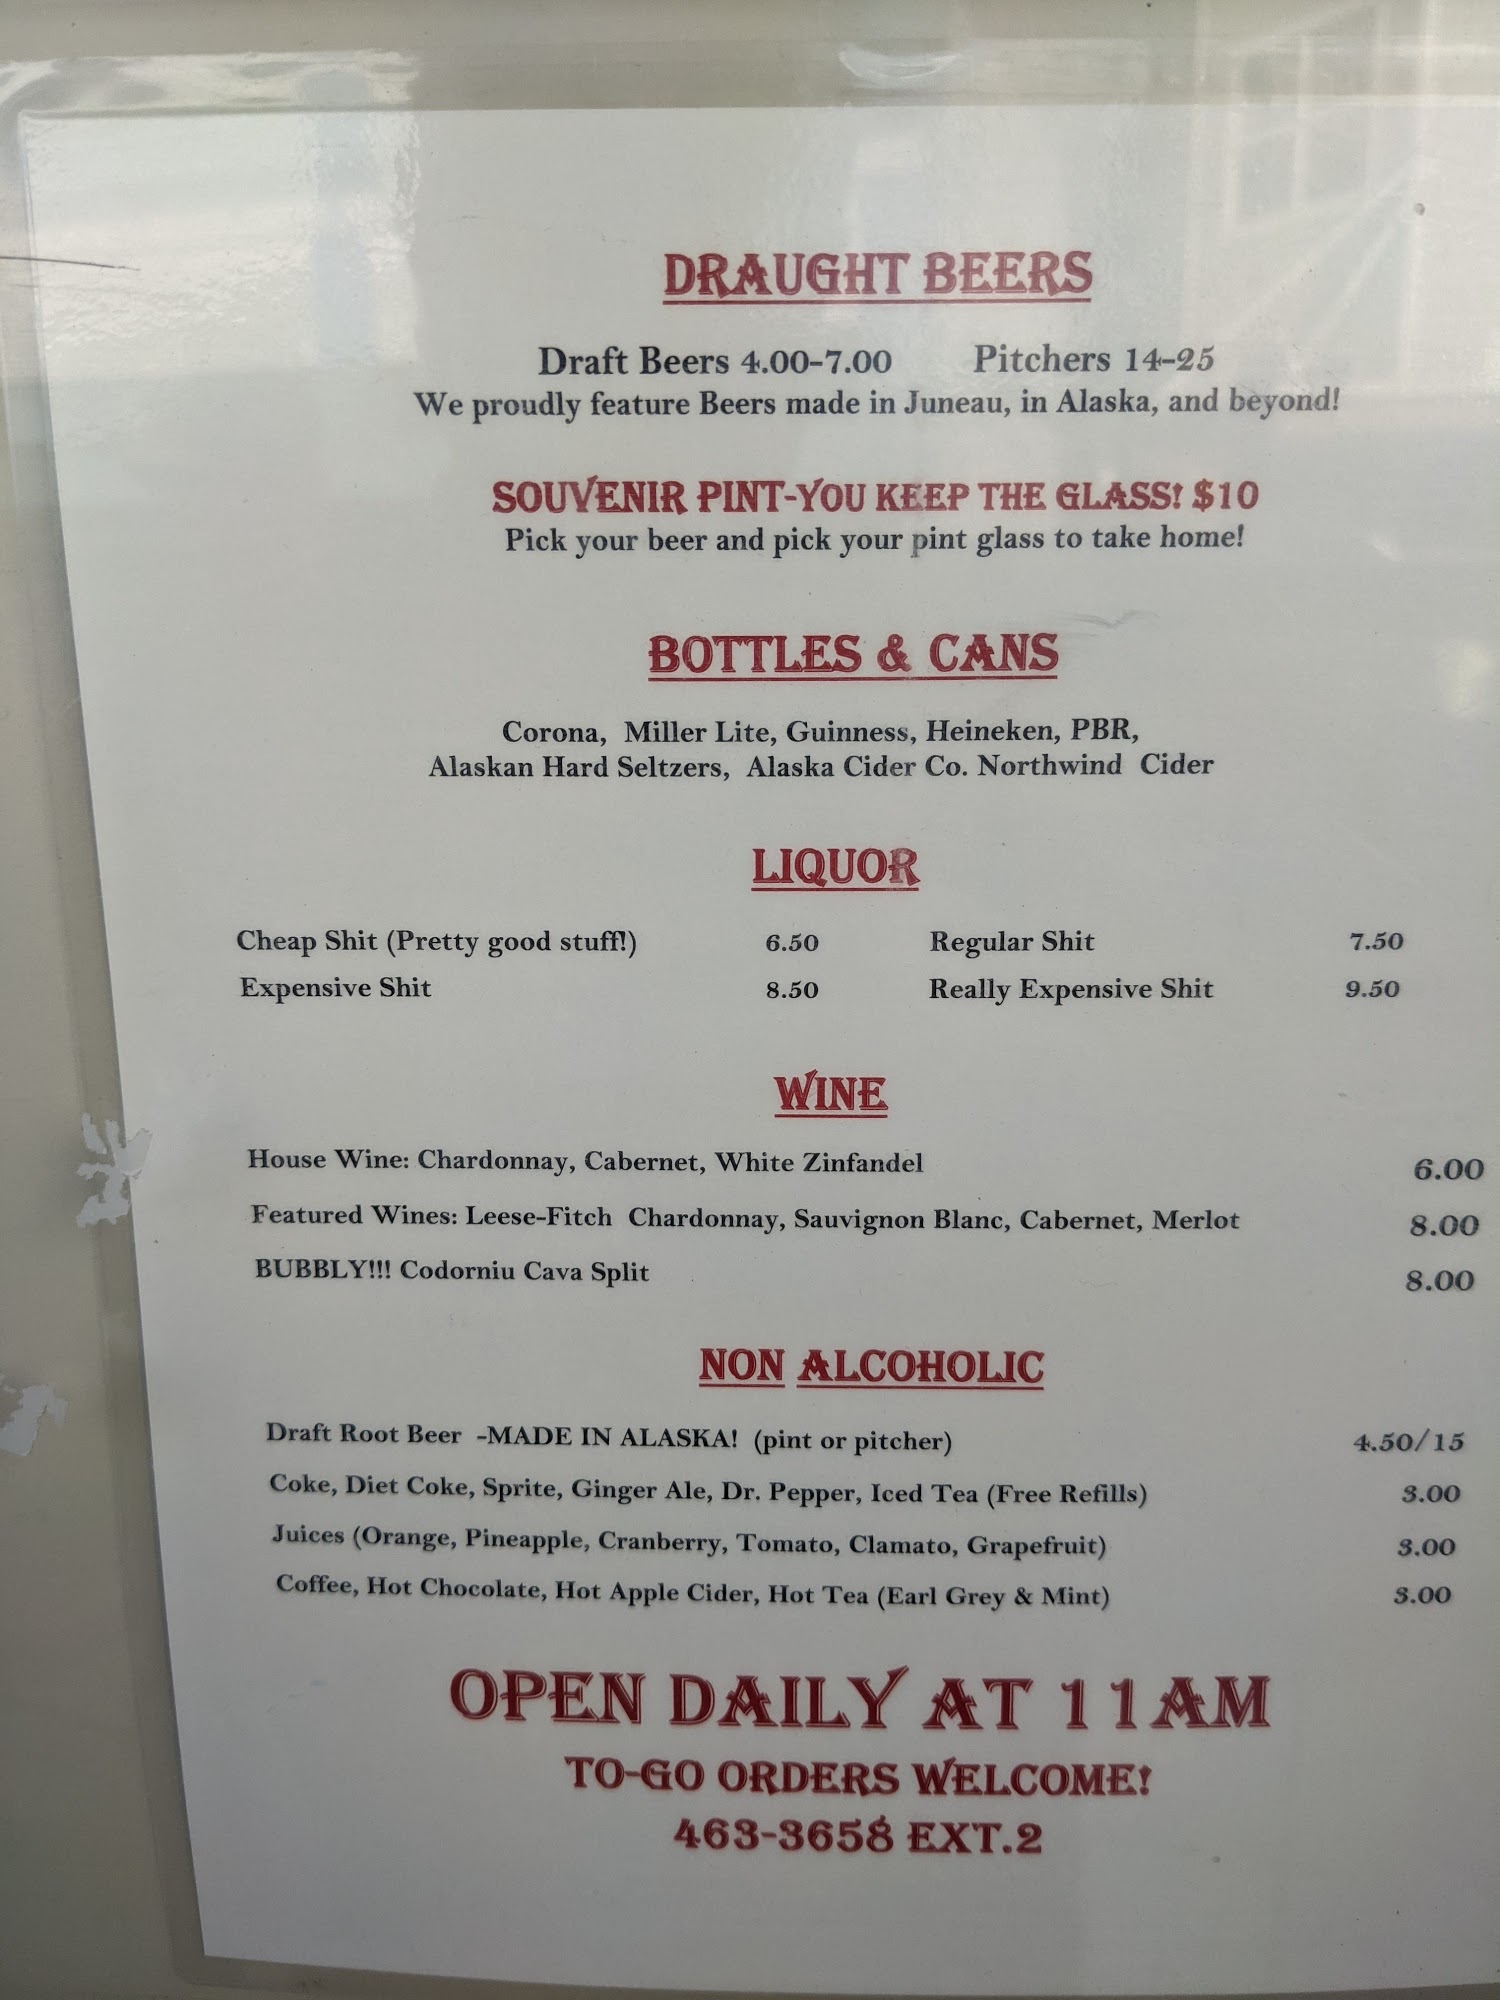 DRAUGHT BEERS
Draft Beers 4.00-7.00 Pitchers 14-25
We proudly feature Beers made in Juneau, in Alaska, and beyond!
SOUVENIR PINT-YOU KEEP THE GLASS! $10
Pick your beer and pick your pint glass to take home!
BOTTLES & CANS
Corona, Miller Lite, Guinness, Heineken, PBR,
Alaskan Hard Seltzers, Alaska Cider Co. Northwind Cider
LIQUOR
Cheap Shit (Pretty good stuff!) 6.50 Regular Shit 7.50
Expensive Shit 8.50 Really Expensive Shit 9.50
WINE
House Wine: Chardonnay, Cabernet, White Zinfandel 6.00
Featured Wines: Leese-Fitch Chardonnay, Sauvignon Blanc, Cabernet, Merlot 8.00
BUBBLY!!! Codorniu Cava Split 8.00
NON ALCOHOLIC
Draft Root Beer -MADE IN ALASKA! (pint or pitcher) 4.50/15
Coke, Diet Coke, Sprite, Ginger Ale, Dr. Pepper, Iced Tea (Free Refills) 3.00
Juices (Orange, Pineapple, Cranberry, Tomato, Clamato, Grapefruit) 3.00
Coffee, Hot Chocolate, Hot Apple Cider, Hot Tea (Earl Grey & Mint) 3.00
OPEN DAILY AT 11AM
TO-GO ORDERS WELCOME!
463-3658 EXT.2